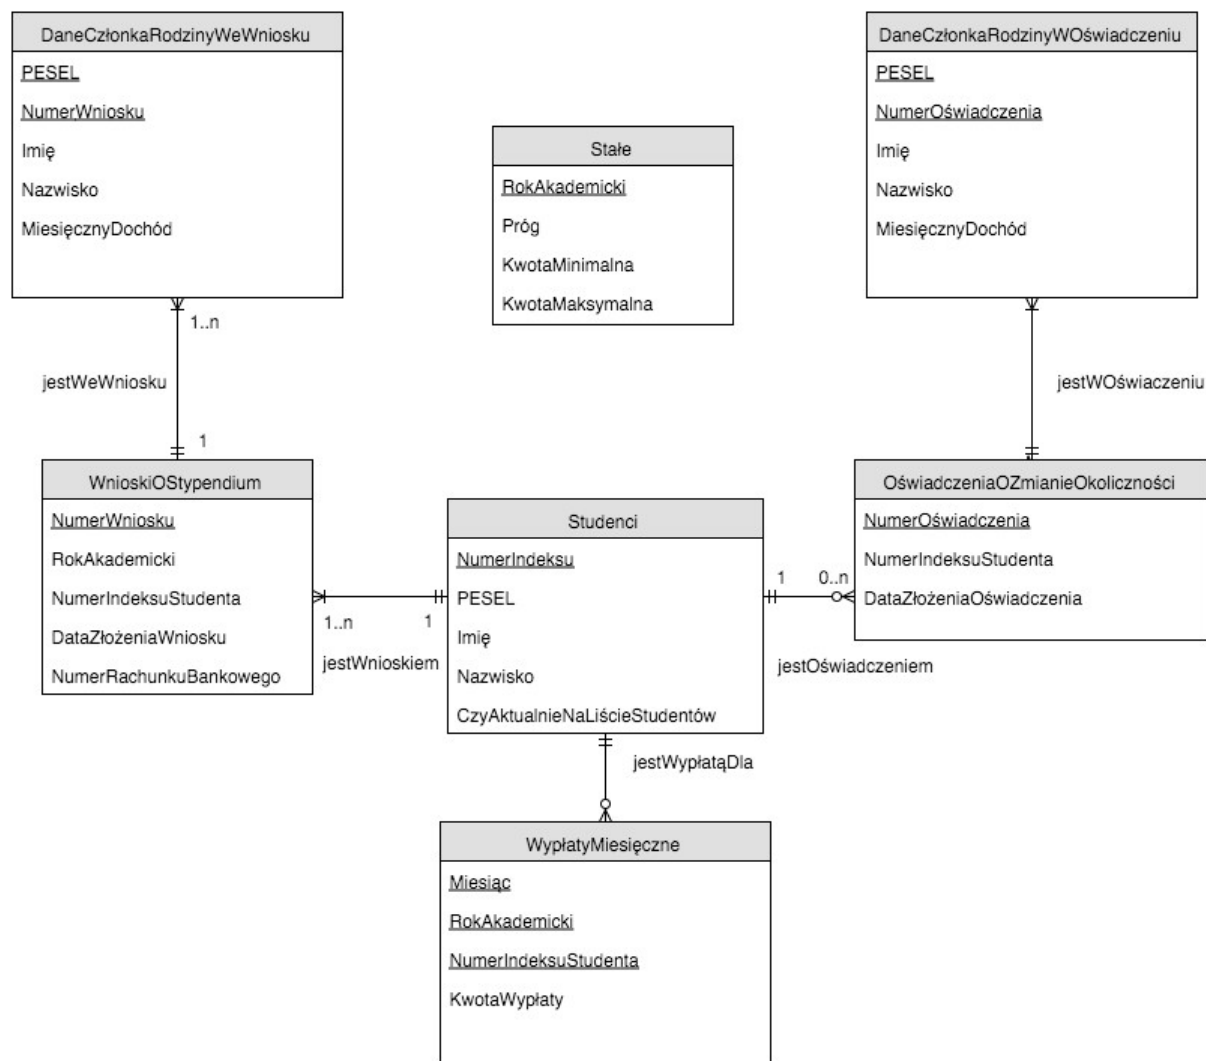 DaneCzłonkaRodzinyWeWniosku
PESEL
NumerWniosku
Imię
Nazwisko
MiesięcznyDochód
DaneCzłonkaRodzinyWOświadczeniu
PESEL
NumerOświadczenia
Imię
Nazwisko
MiesięcznyDochód
Stałe
RokAkademicki
Próg
KwotaMinimalna
KwotaMaksymalna
1..n
jestWeWniosku
1
jestWOświaczeniu
WnioskiOStypendium
NumerWniosku
RokAkademicki
NumerIndeksuStudenta
DataZłożeniaWniosku
NumerRachunkuBankowego
1..n
1
jestWnioskiem
Studenci
NumerIndeksu
PESEL
Imię
Nazwisko
CzyAktualnieNaLiścieStudentów
1
0..n
jestOświadczeniem
OświadczeniaOZmianieOkoliczności
NumerOświadczenia
NumerIndeksuStudenta
DataZłożeniaOświadczenia
jestWypłatąDla
WypłatyMiesięczne
Miesiąc
RokAkademicki
NumerIndeksuStudenta
KwotaWypłaty